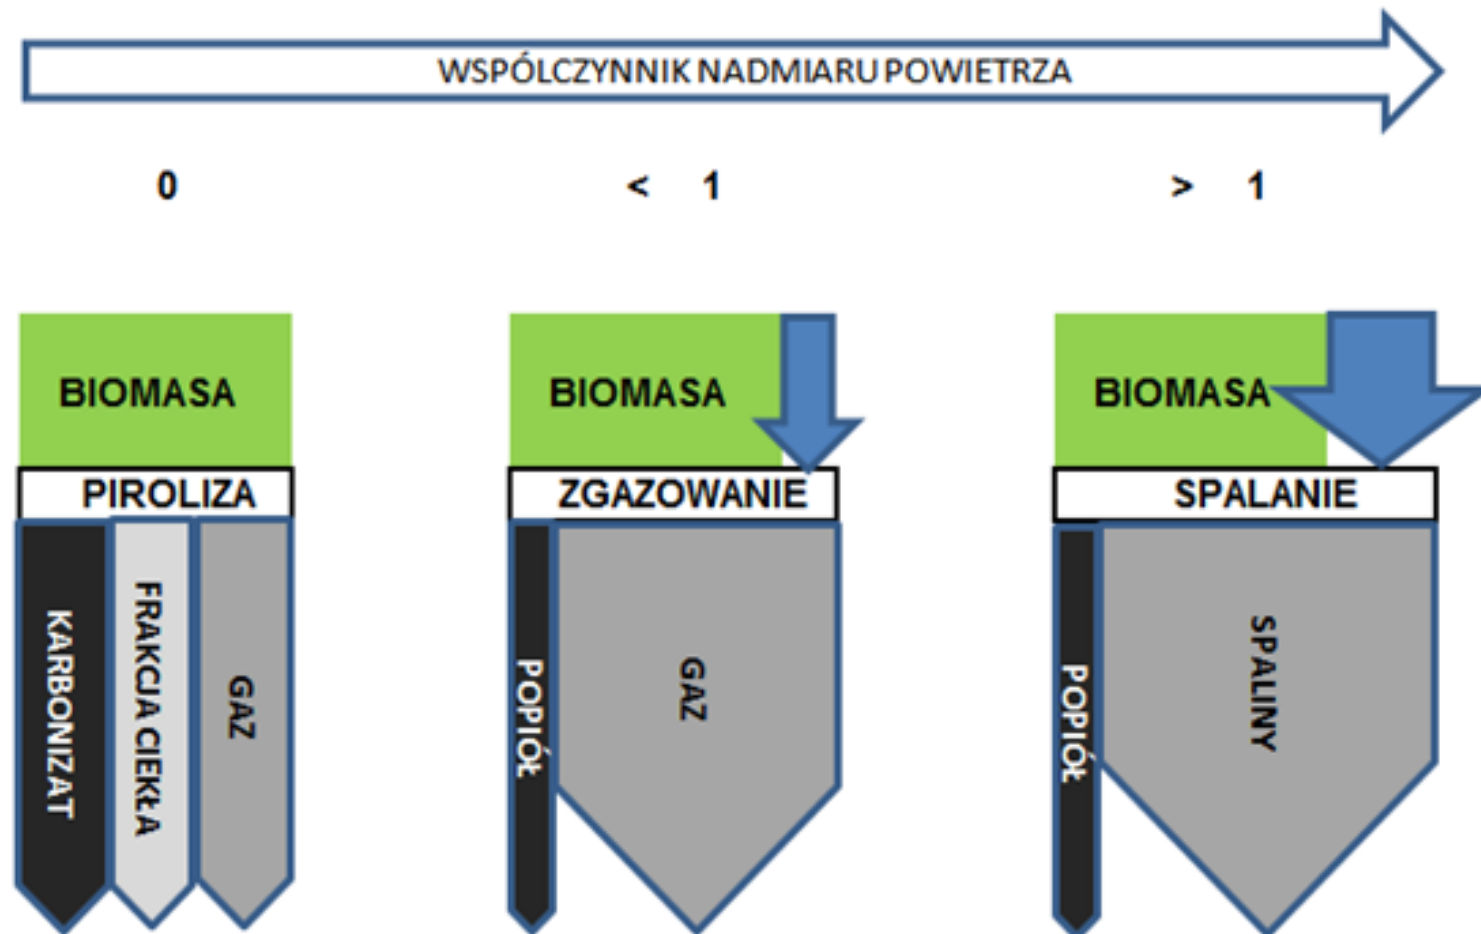 WSPÓLCZYNNIK NADMIARU POWIETRZA
0
< 1
> 1
BIOMASA
BIOMASA
BIOMASA
PIROLIZA
ZGAZOWANIE
SPALANIE
KARBONIZAT
FRAKCJA CIEKŁA
GAZ
POPIÓŁ
GAZ
POPIÓŁ
SPALINY